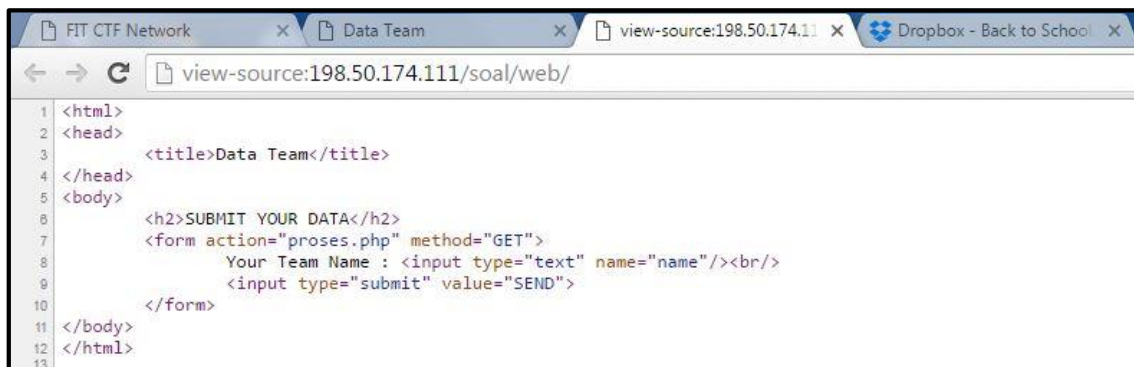 FIT CTF Network Data Team view-source:198.50.174.11 Dropbox - Back to School
view-source:198.50.174.111/soal/web/
1 <html>
2 <head>
3 <title>Data Team</title>
4 </head>
5 <body>
6 <h2>SUBMIT YOUR DATA</h2>
7 <form action="proses.php" method="GET">
8 Your Team Name : <input type="text" name="name"/><br/>
9 <input type="submit" value="SEND">
10 </form>
11 </body>
12 </html>
13